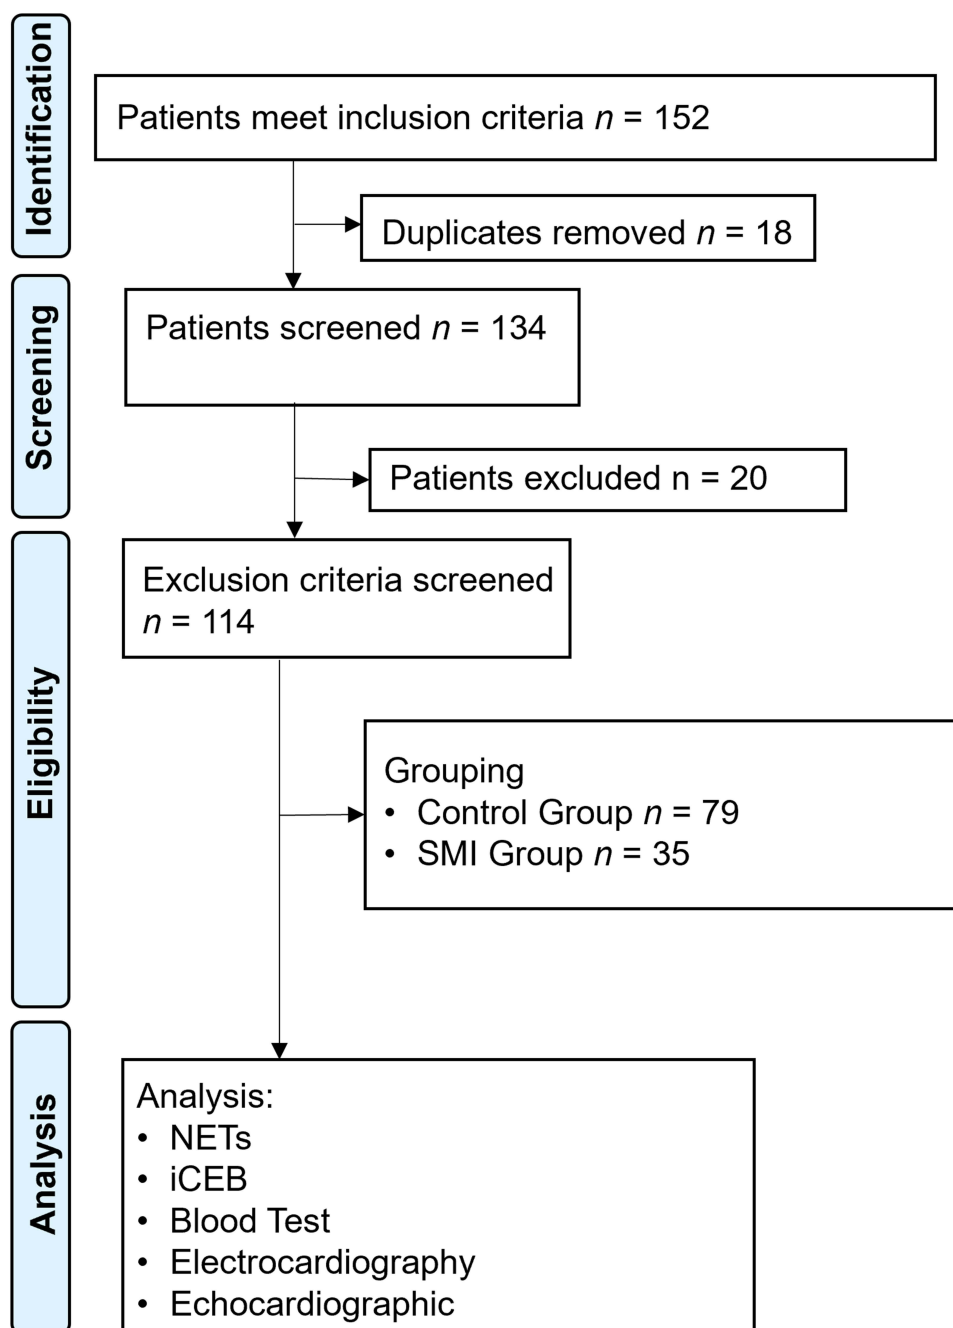 Identification
Patients meet inclusion criteria n = 152
Duplicates removed n = 18
Screening
Patients screened n = 134
Patients excluded n = 20
Eligibility
Exclusion criteria screened
n = 114
Grouping
• Control Group n = 79
• SMI Group n = 35
Analysis
Analysis:
• NETs
• iCEB
• Blood Test
• Electrocardiography
• Echocardiographic